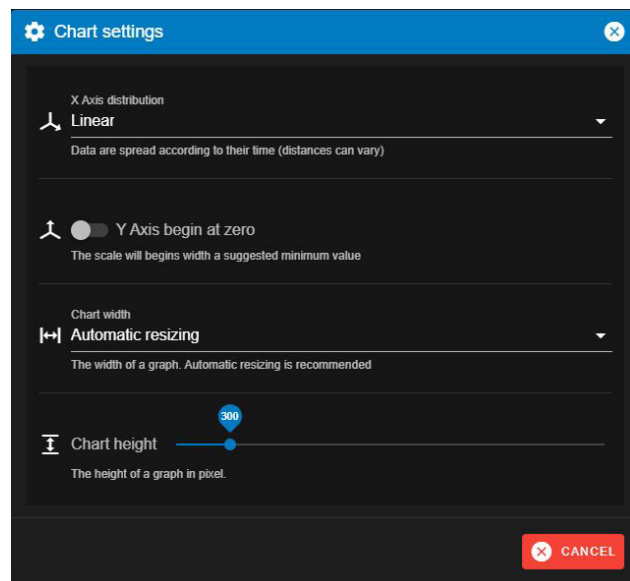 Chart settings
X Axis distribution
Linear
Data are spread according to their time (distances can vary)
Y Axis begin at zero
The scale will begins width a suggested minimum value
Chart width
Automatic resizing
The width of a graph. Automatic resizing is recommended
300
Chart height
The height of a graph in pixel.
CANCEL